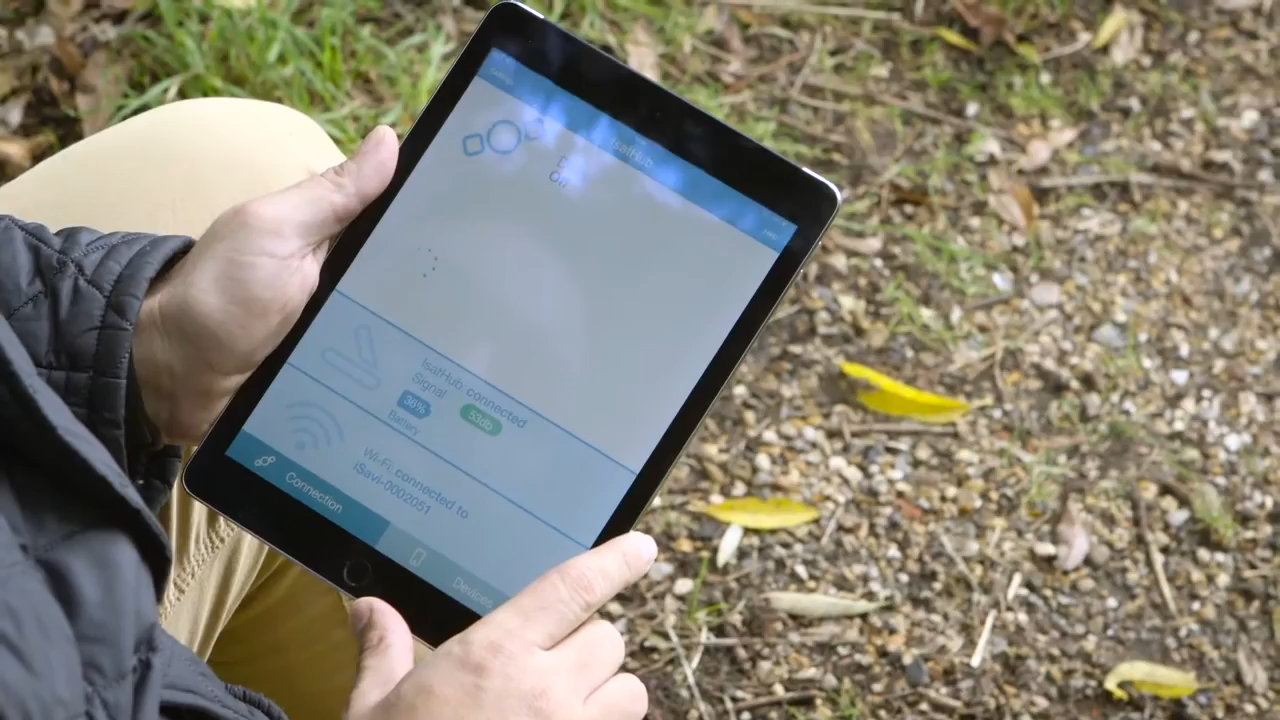 IsatHub
IsatHub connected
Signal
36%
53db
Battery
Wi-Fi connected to
iSavi-0002051
Connection
Devices